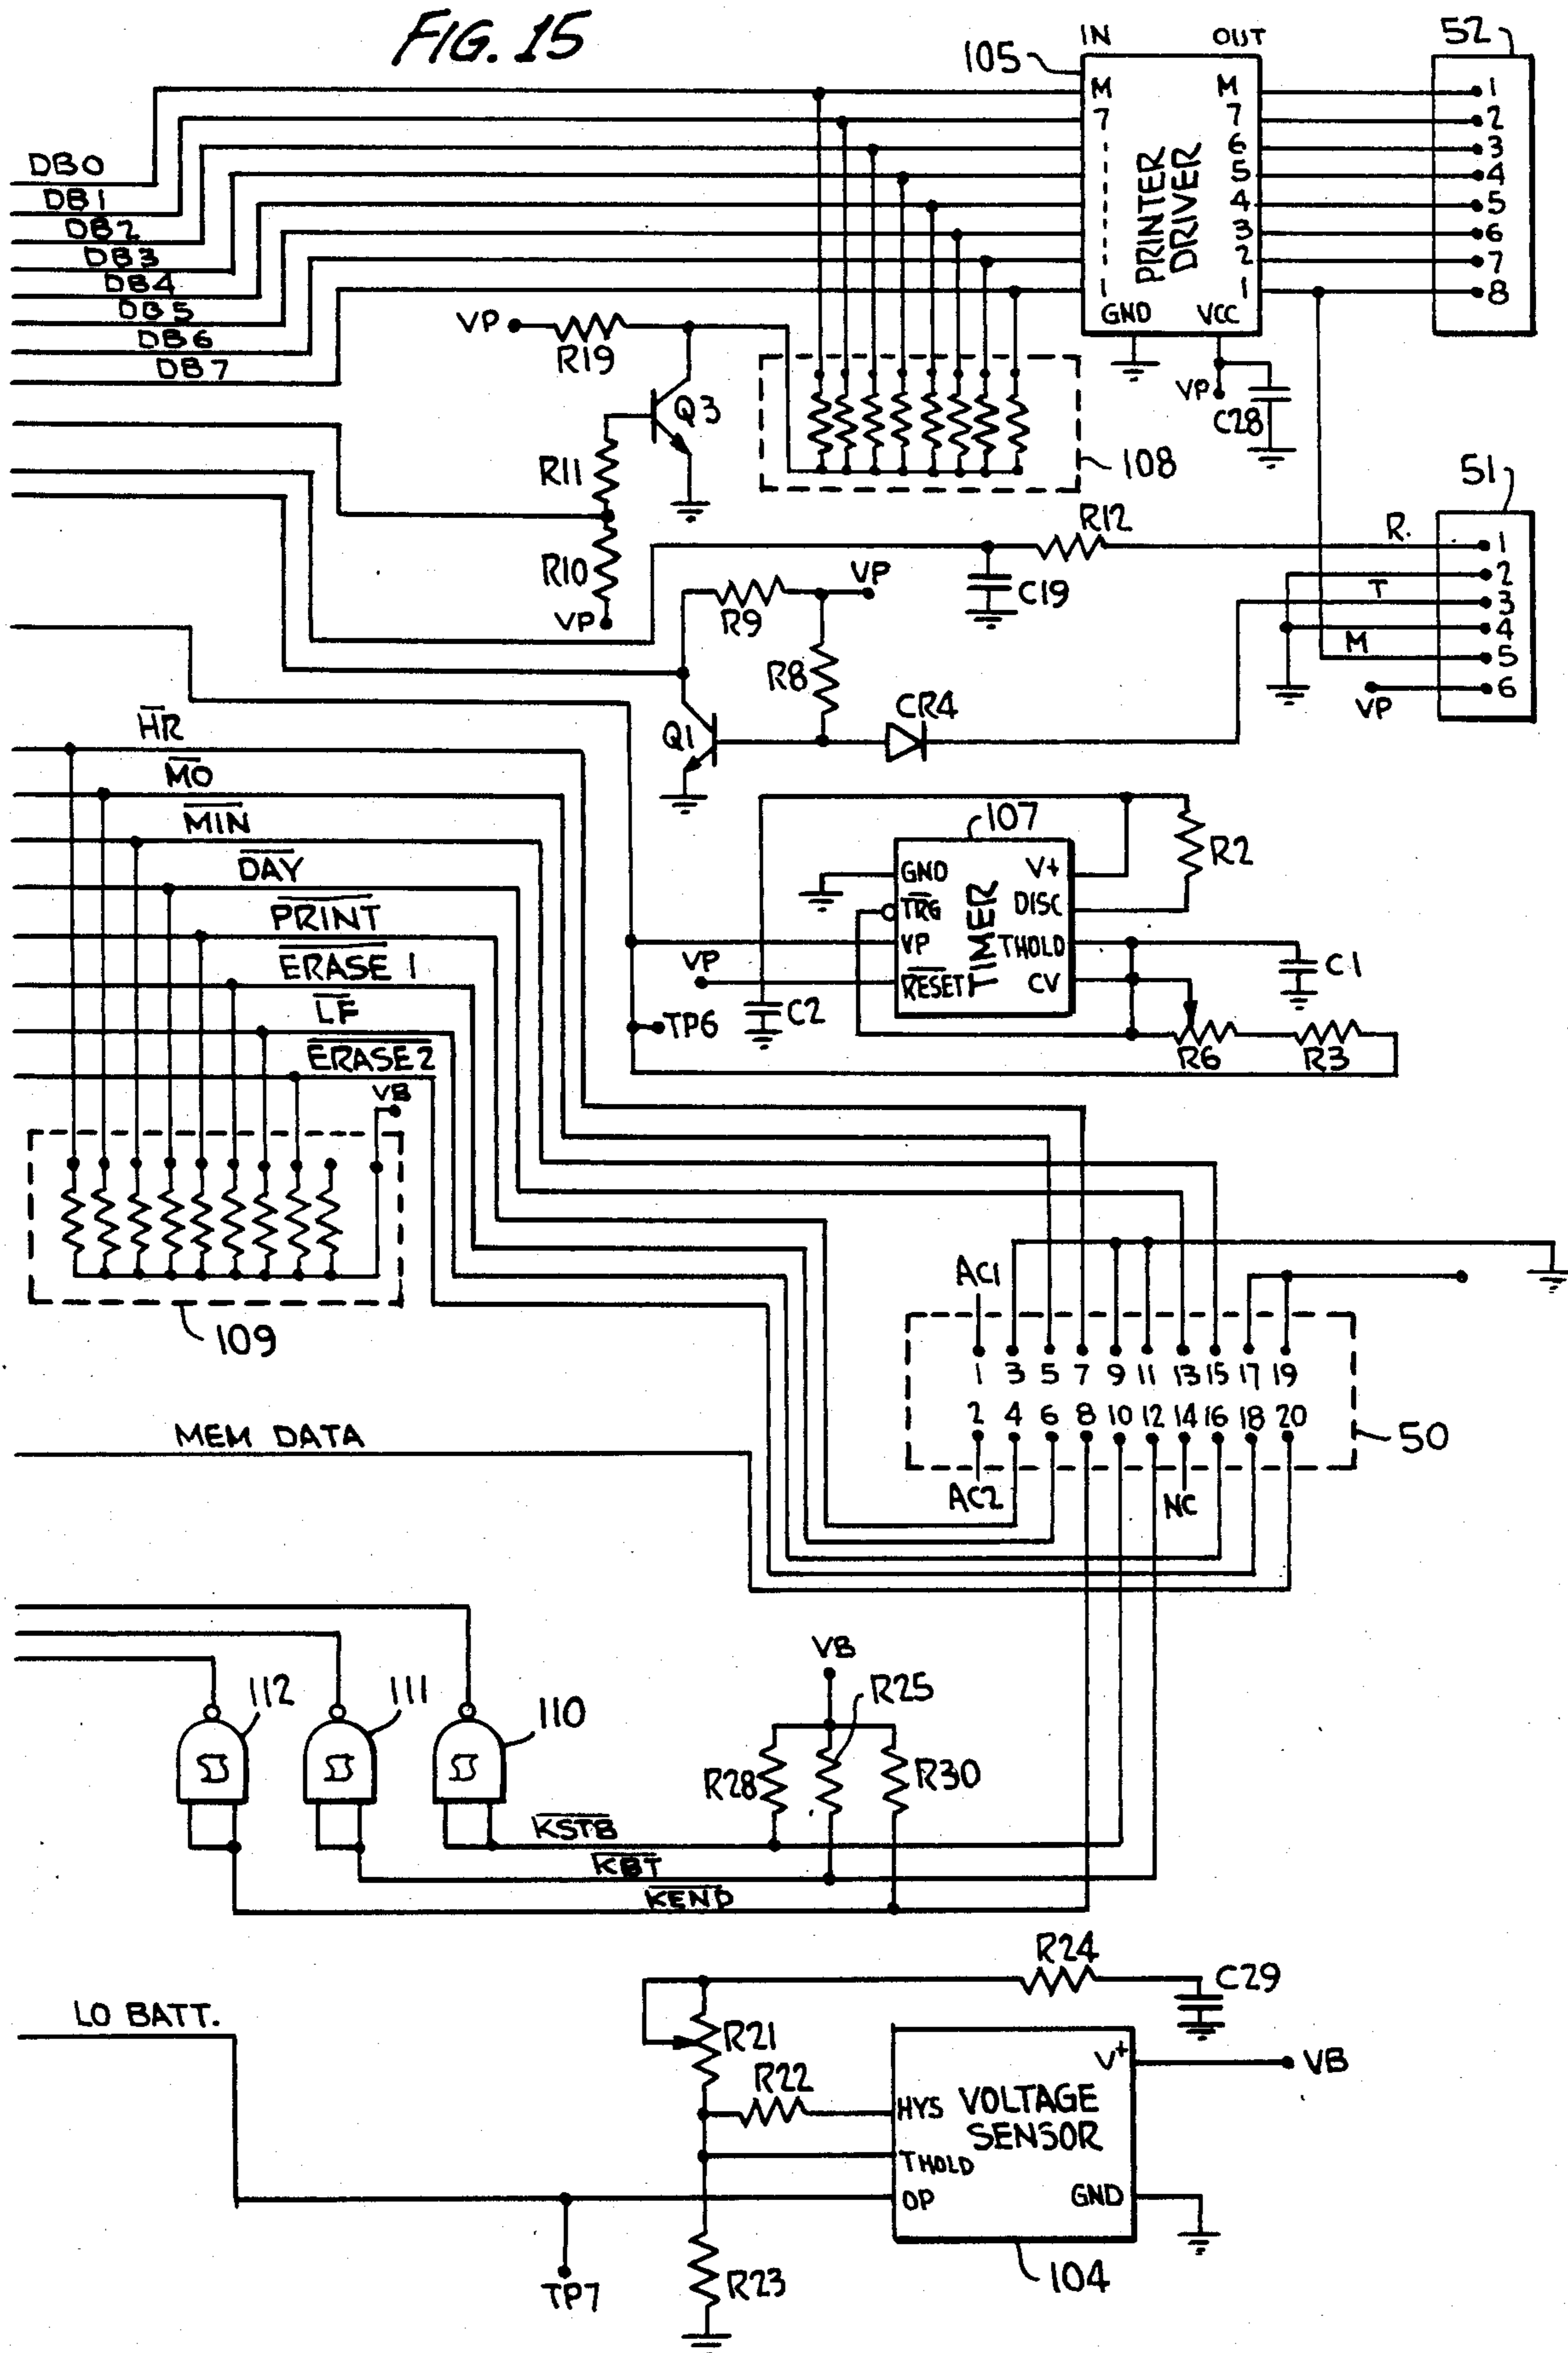 FIG. 15
IN OUT
105
52
M M 1
7 7 2
6 3
5 4
4 5
3 6
2 7
1 1 8
PRINTER DRIVER
GND VCC
DB0
DB1
DB2
DB3
DB4
DB5
DB6
DB7
VP
R19
Q3
VP
C28
108
R11
R10
VP
51
R12
R. 1
2
T 3
4
M 5
VP 6
C19
R9
VP
R8
CR4
Q1
HR
MO
MIN
DAY
PRINT
ERASE 1
LF
ERASE 2
VB
109
107
GND V+
TRG DISC
VP THOLD
RESET CV
TIMER
R2
VP
C1
C2
TP6
R6
R3
AC1
1 3 5 7 9 11 13 15 17 19
2 4 6 8 10 12 14 16 18 20
50
AC2
NC
MEM DATA
112
111
110
VB
R25
R28
R30
KSTB
KBT
KEND
R24
C29
LO BATT.
R21
R22
V+
VB
HYS
VOLTAGE
SENSOR
THOLD
OP
GND
R23
TP7
104